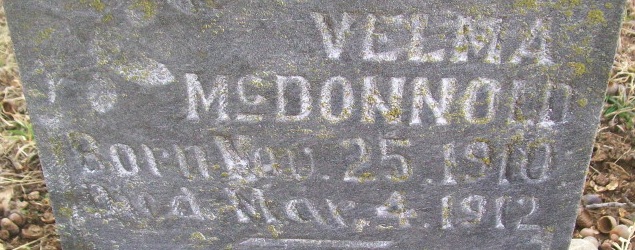 VELMA
McDONNOLD
Born Nov. 25. 1910
Died Mar. 4. 1912